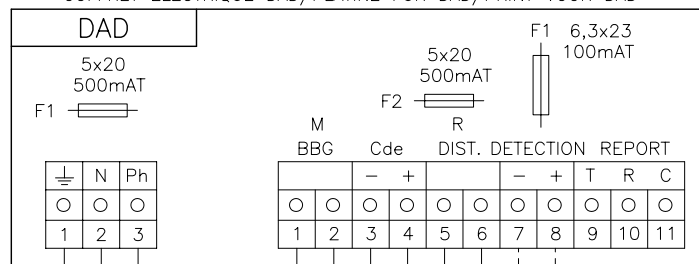 DAD
F1 6,3x23
100mAT
5x20
500mAT
5x20
500mAT
F1
F2
M R
BBG Cde DIST. DETECTION REPORT
N Ph
− + − + T R C
1 2 3
1 2 3 4 5 6 7 8 9 10 11